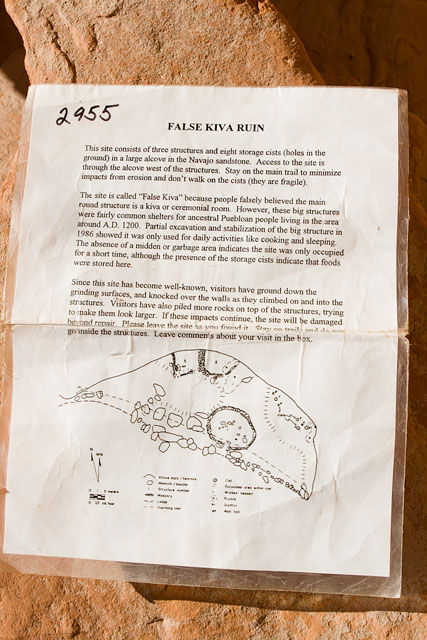 2955
FALSE KIVA RUIN
This site consists of three structures and eight storage cists (holes in the
ground) in a large alcove in the Navajo sandstone. Access to the site is
through the alcove west of the structures. Stay on the main trail to minimize
impacts from erosion and don't walk on the cists (they are fragile).
The site is called "False Kiva" because people falsely believed the main
round structure is a kiva or ceremonial room. However, these big structures
were fairly common shelters for ancestral Puebloan people living in the area
around A.D. 1200. Partial excavation and stabilization of the big structure in
1986 showed it was only used for daily activities like cooking and sleeping.
The absence of a midden or garbage area indicates the site was only occupied
for a short time, although the presence of the storage cists indicate that foods
were stored here.
Since this site has become well-known, visitors have ground down the
grinding surfaces, and knocked over the walls as they climbed on and into the
structures. Visitors have also piled more rocks on top of the structures, trying
to make them look larger. If these impacts continue, the site will be damaged
beyond repair. Please leave the site as you found it. Stay on trails and do not
go inside the structures. Leave comments about your visit in the box.
N